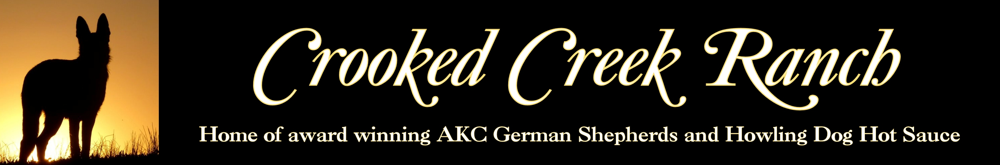 Crooked Creek Ranch
Home of award winning AKC German Shepherds and Howling Dog Hot Sauce